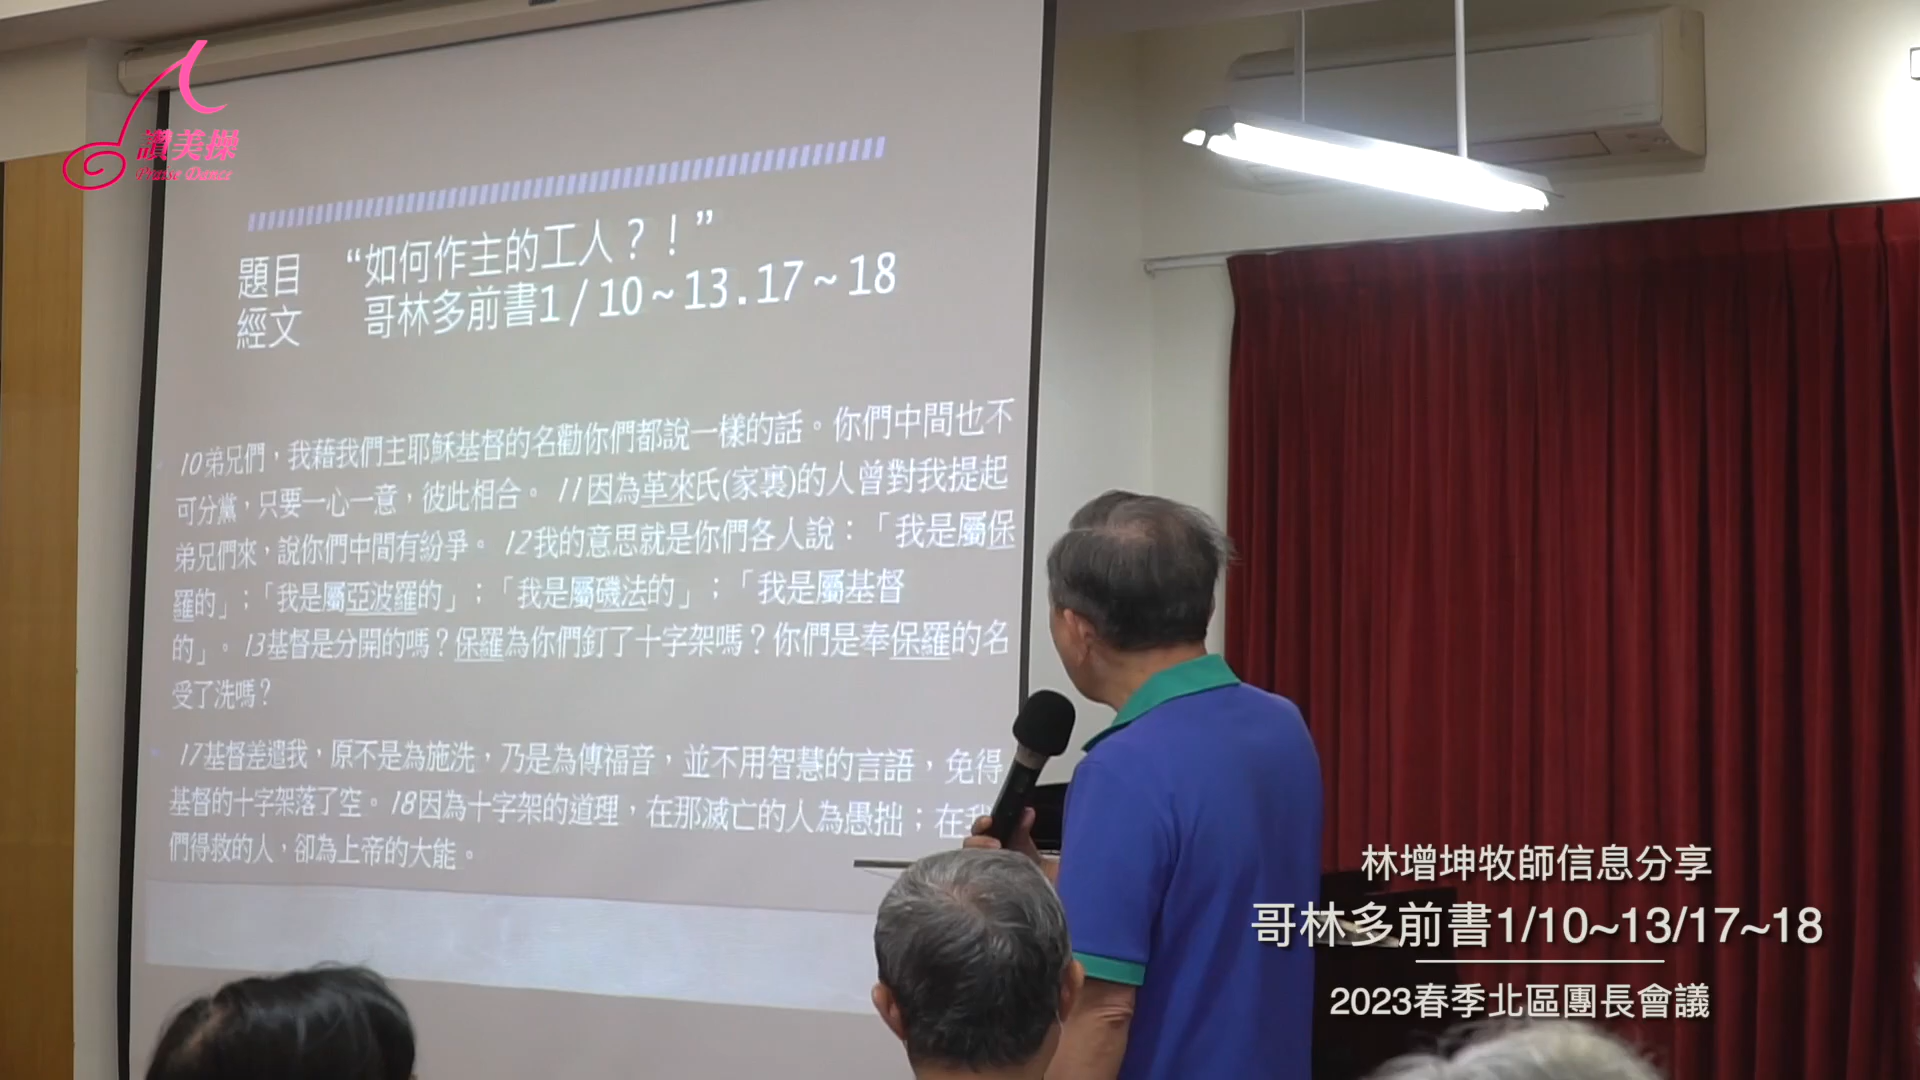 讚美操
Praise Dance
題目 “如何作主的工人？！”
經文 哥林多前書1/10~13.17~18
10弟兄們，我藉我們主耶穌基督的名勸你們都說一樣的話。你們中間也不
可分黨，只要一心一意，彼此相合。 11因為革來氏(家裏)的人曾對我提起
弟兄們來，說你們中間有紛爭。 12我的意思就是你們各人說：「我是屬保
羅的」；「我是屬亞波羅的」；「我是屬磯法的」；「我是屬基督
的」。 13基督是分開的嗎？保羅為你們釘了十字架嗎？你們是奉保羅的名
受了洗嗎？
17基督差遣我，原不是為施洗，乃是為傳福音，並不用智慧的言語，免得
基督的十字架落了空。18因為十字架的道理，在那滅亡的人為愚拙；在我
們得救的人，卻為上帝的大能。
林增坤牧師信息分享
哥林多前書1/10~13/17~18
2023春季北區團長會議